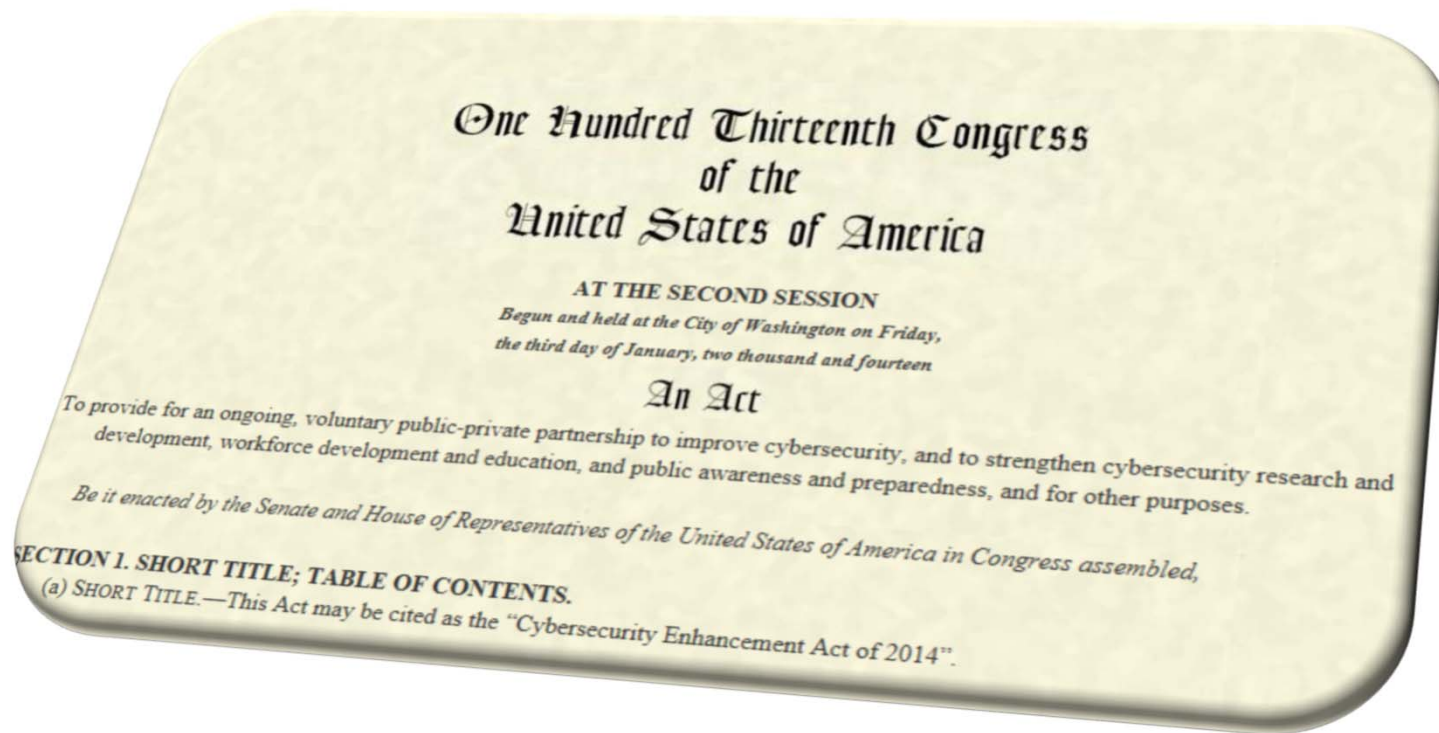 One Hundred Thirteenth Congress
of the
United States of America
AT THE SECOND SESSION
Begun and held at the City of Washington on Friday,
the third day of January, two thousand and fourteen
An Act
To provide for an ongoing, voluntary public-private partnership to improve cybersecurity, and to strengthen cybersecurity research and
development, workforce development and education, and public awareness and preparedness, and for other purposes.
Be it enacted by the Senate and House of Representatives of the United States of America in Congress assembled,
SECTION 1. SHORT TITLE; TABLE OF CONTENTS.
(a) SHORT TITLE.—This Act may be cited as the “Cybersecurity Enhancement Act of 2014”.